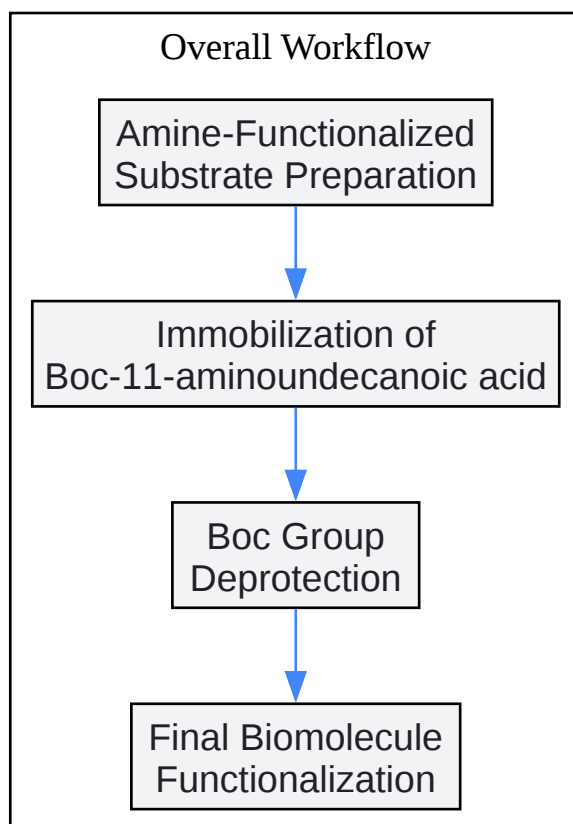 Overall Workflow
Amine-Functionalized
Substrate Preparation
Immobilization of
Boc-11-aminoundecanoic acid
Boc Group
Deprotection
Final Biomolecule
Functionalization